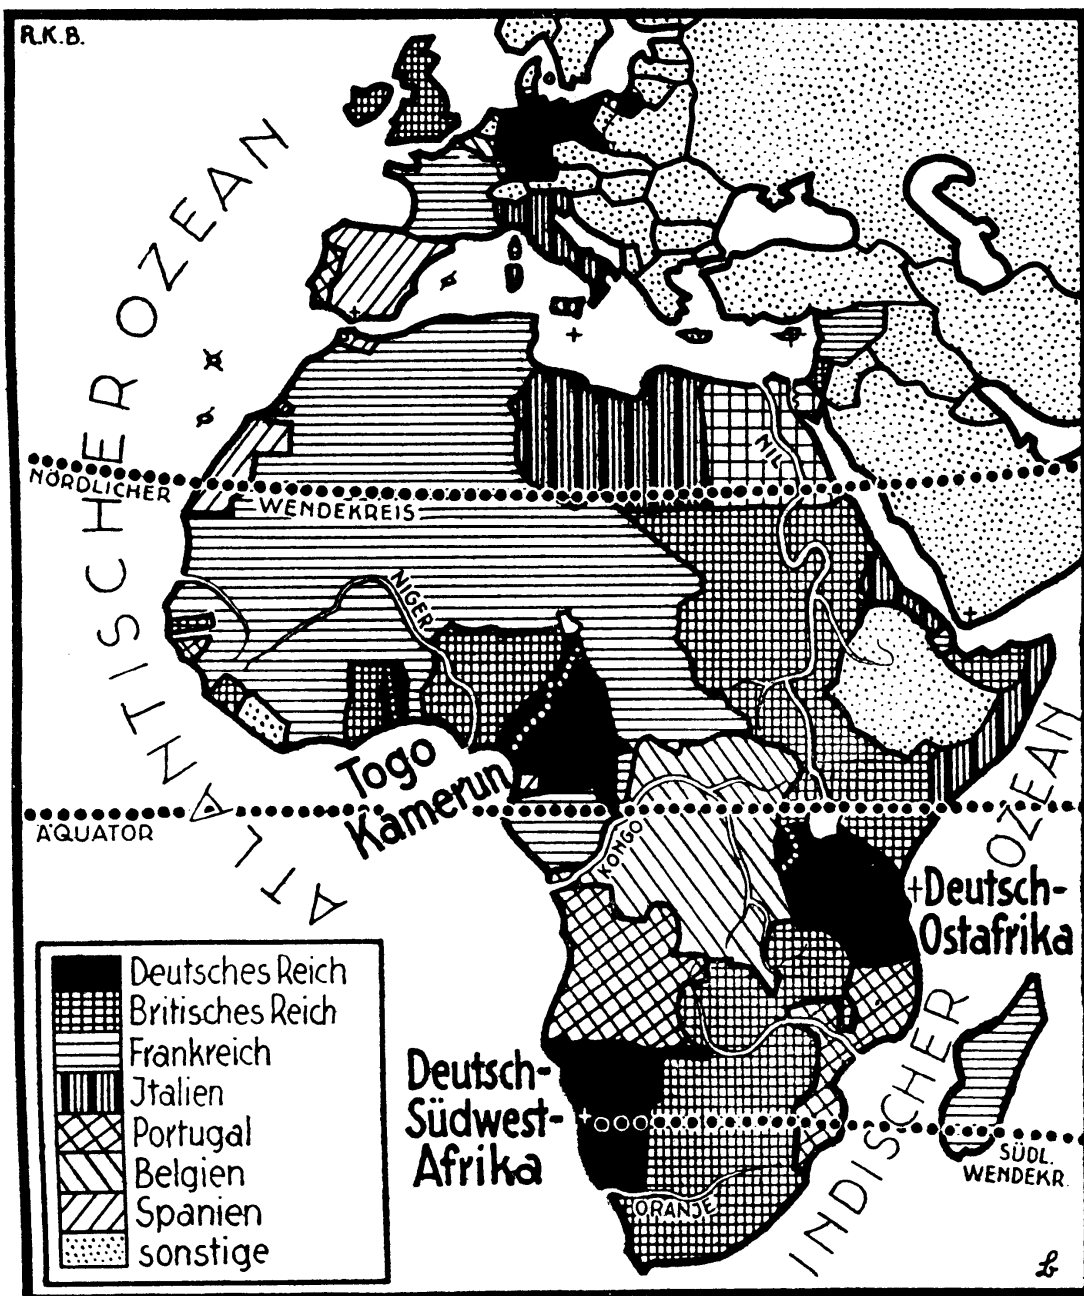 R.K.B.
ATLANTISCHER OZEAN
NÖRDLICHER
WENDEKREIS
NIL
NIGER
Togo
Kamerun
ÄQUATOR
KONGO
Deutsch-
Ostafrika
INDISCHER OZEAN
Deutsches Reich
Britisches Reich
Frankreich
Jtalien
Portugal
Belgien
Spanien
sonstige
Deutsch-
Südwest-
Afrika
SÜDL.
WENDEKR.
ORANJE